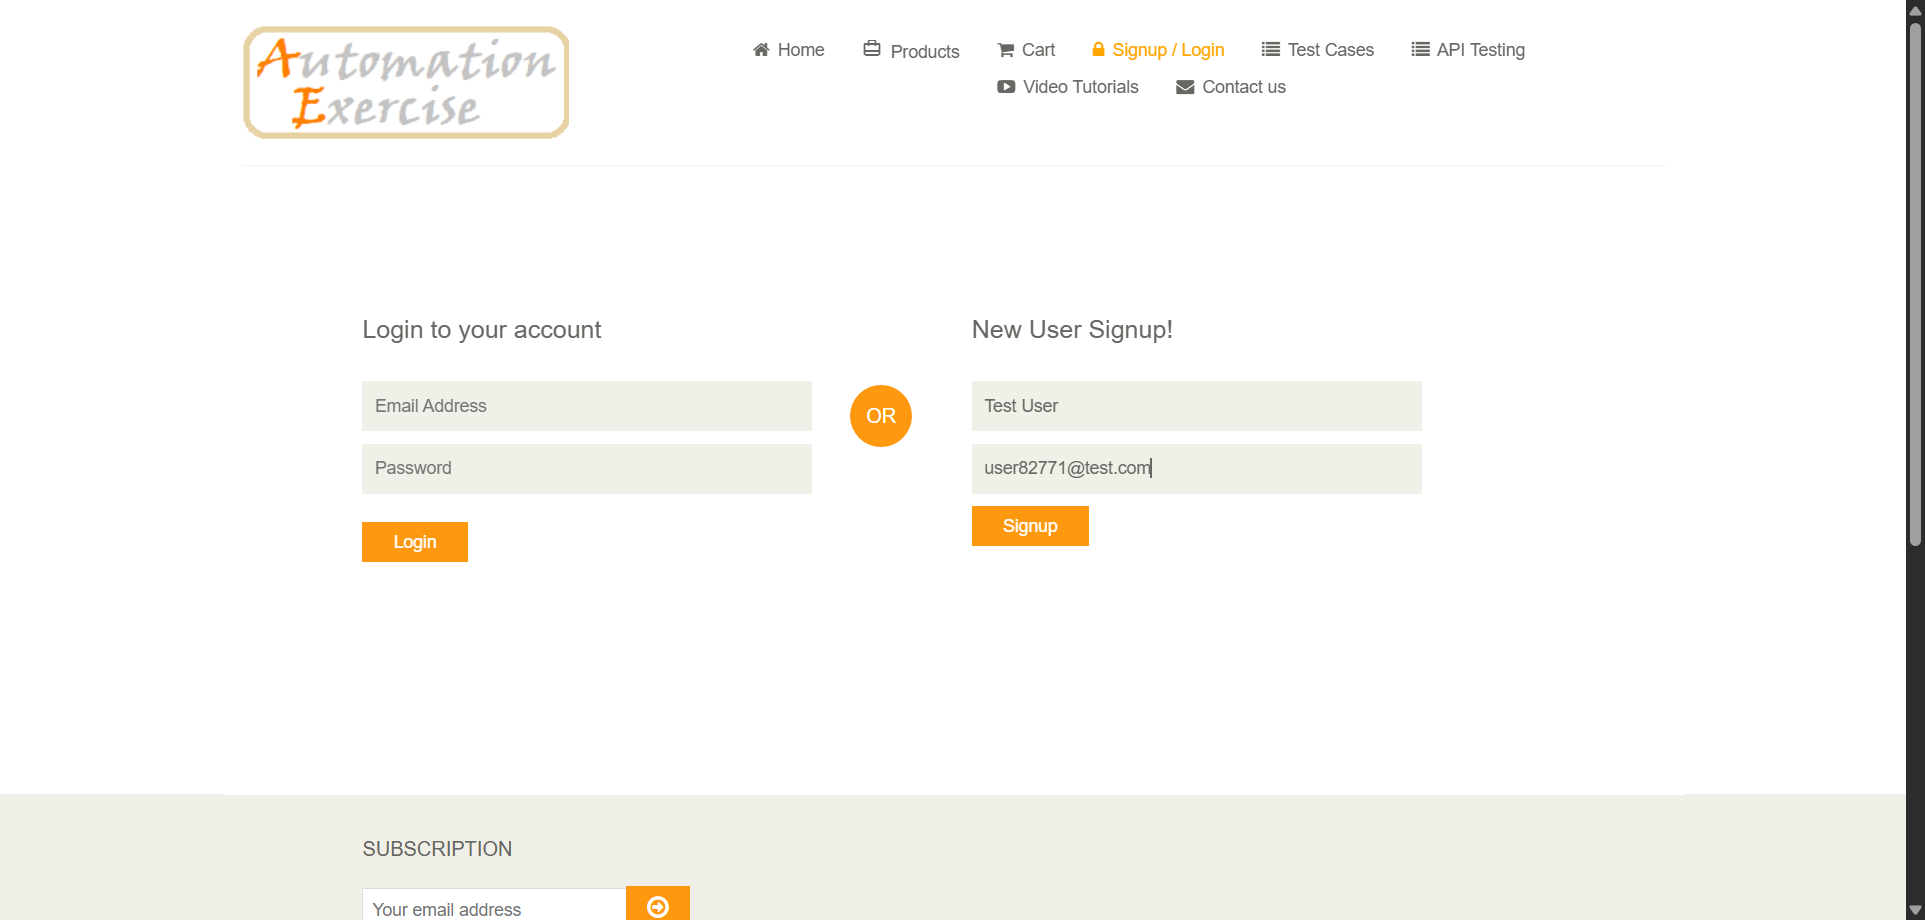 Automation
Exercise
Home
Products
Cart
Signup / Login
Test Cases
API Testing
Video Tutorials
Contact us
Login to your account
Email Address
Password
Login
OR
New User Signup!
Test User
user82771@test.com
Signup
SUBSCRIPTION
Your email address